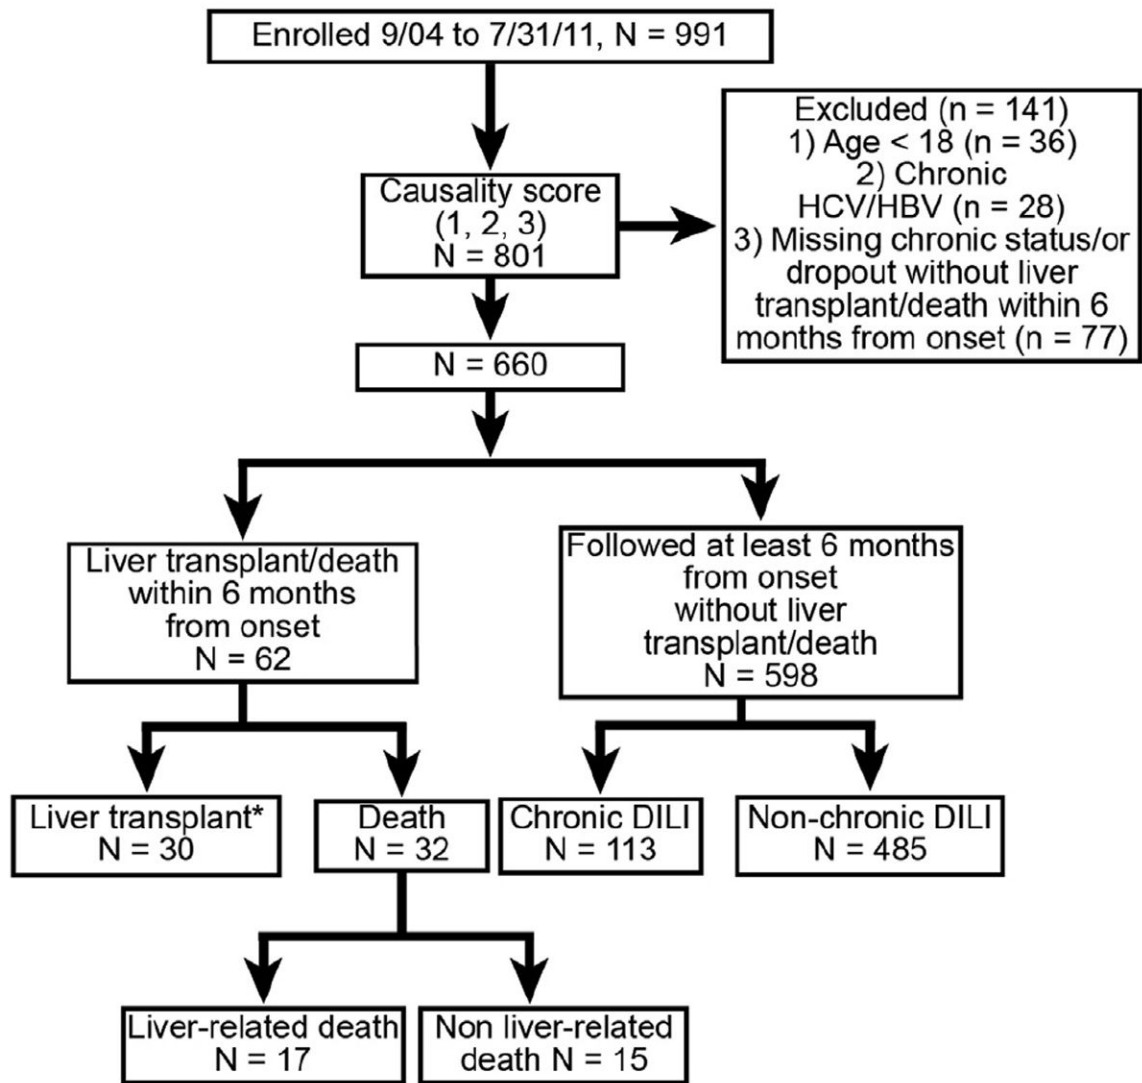 Enrolled 9/04 to 7/31/11, N = 991
Excluded (n = 141)
1) Age < 18 (n = 36)
2) Chronic
HCV/HBV (n = 28)
3) Missing chronic status/or
dropout without liver
transplant/death within 6
months from onset (n = 77)
Causality score
(1, 2, 3)
N = 801
N = 660
Liver transplant/death
within 6 months
from onset
N = 62
Followed at least 6 months
from onset
without liver
transplant/death
N = 598
Liver transplant*
N = 30
Death
N = 32
Chronic DILI
N = 113
Non-chronic DILI
N = 485
Liver-related death
N = 17
Non liver-related
death N = 15